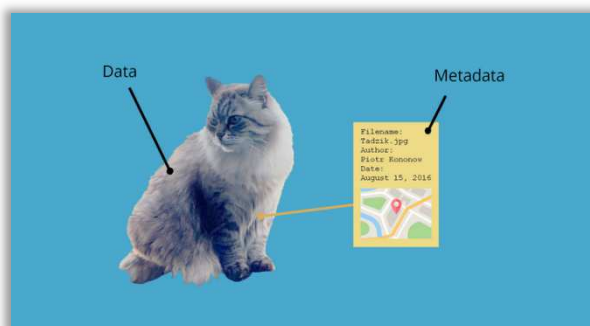 Data
Metadata
Filename:
Tadzik.jpg
Author:
Piotr Kononow
Date:
August 15, 2016